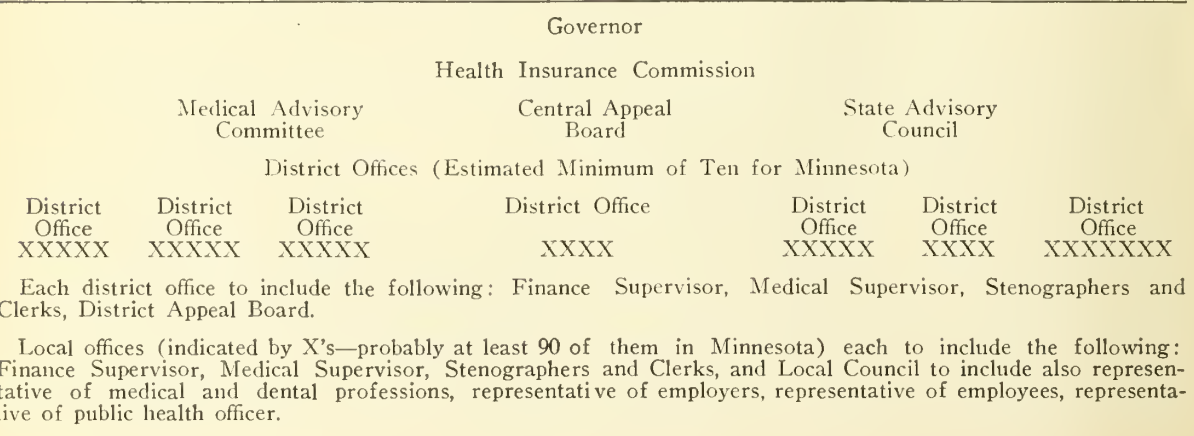 Governor
Health Insurance Commission
Medical Advisory Committee Central Appeal Board State Advisory Council
District Offices (Estimated Minimum of Ten for Minnesota)
District Office District Office District Office District Office District Office District Office District Office
XXXXX XXXXX XXXXX XXXX XXXXX XXXX XXXXXXX
Each district office to include the following: Finance Supervisor, Medical Supervisor, Stenographers and
Clerks, District Appeal Board.
Local offices (indicated by X's—probably at least 90 of them in Minnesota) each to include the following:
Finance Supervisor, Medical Supervisor, Stenographers and Clerks, and Local Council to include also represen-
tative of medical and dental professions, representative of employers, representative of employees, representa-
tive of public health officer.